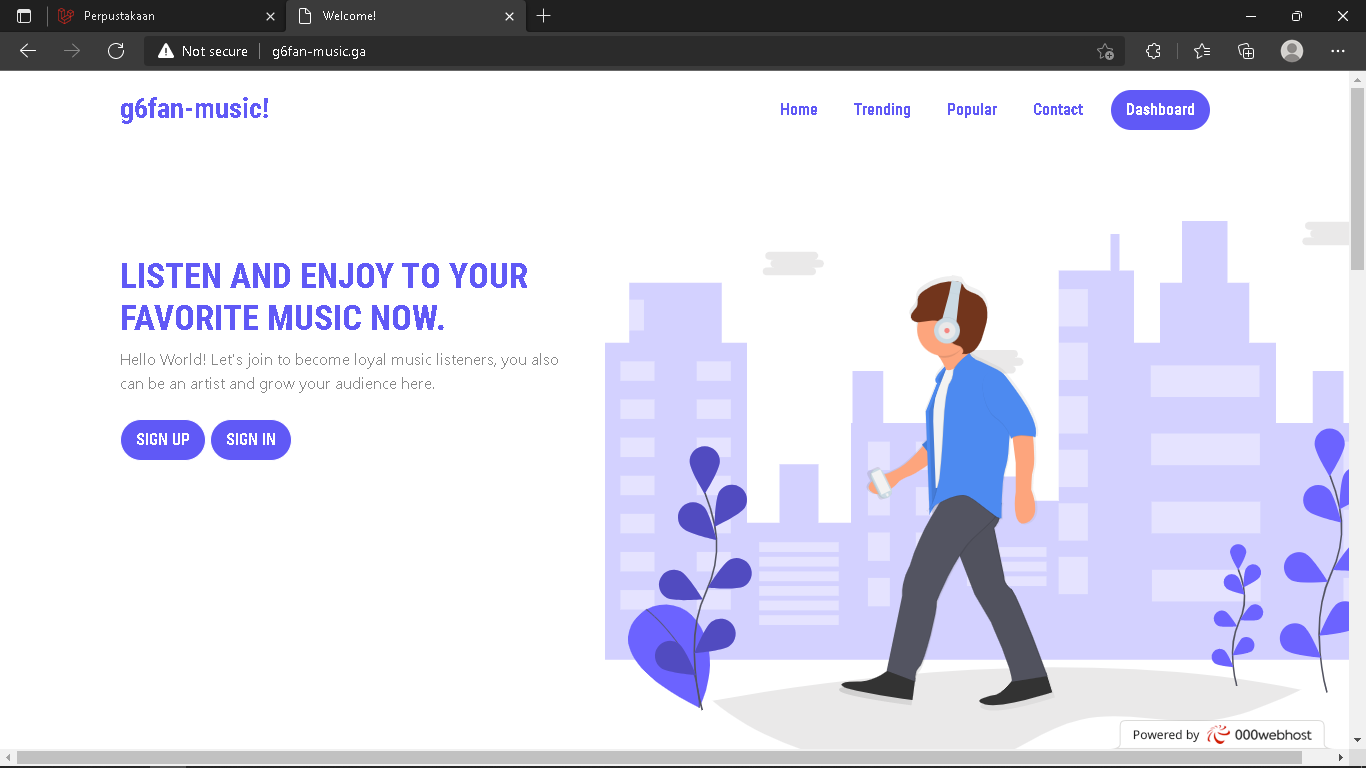 Perpustakaan
Welcome!
Not secure
g6fan-music.ga
g6fan-music!
Home
Trending
Popular
Contact
Dashboard
LISTEN AND ENJOY TO YOUR
FAVORITE MUSIC NOW.
Hello World! Let's join to become loyal music listeners, you also
can be an artist and grow your audience here.
SIGN UP
SIGN IN
Powered by 000webhost